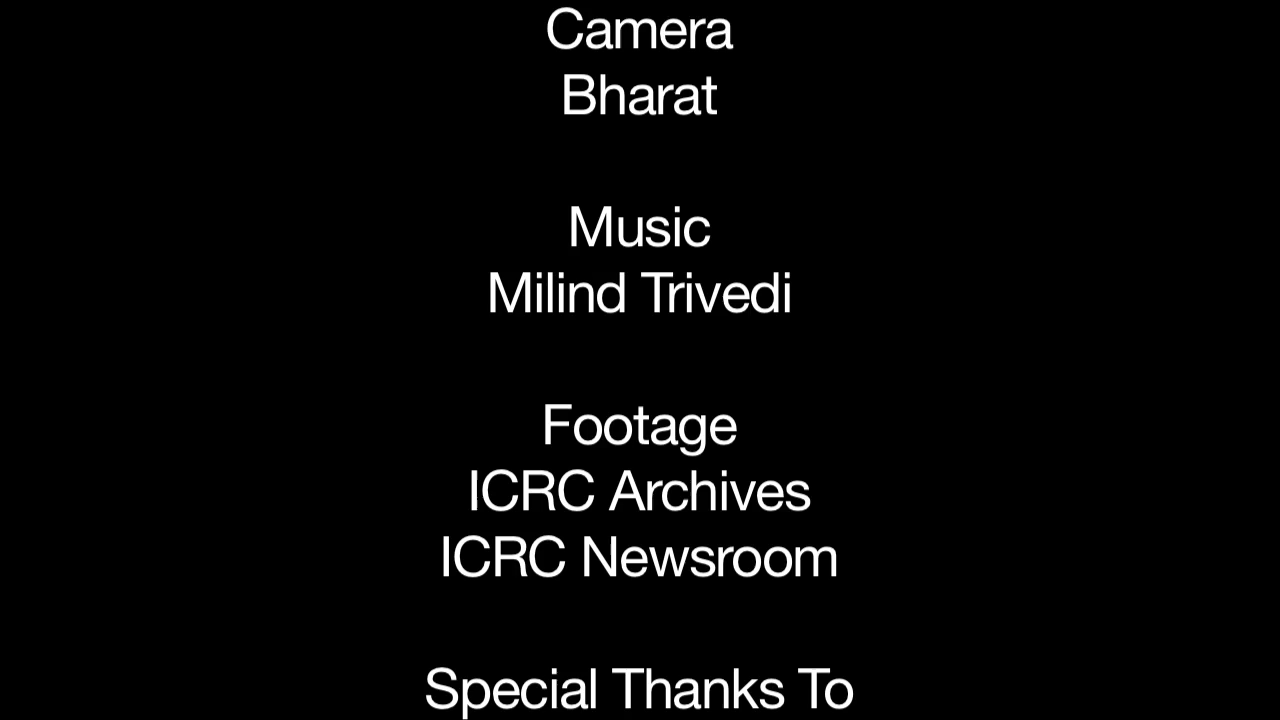 Camera
Bharat
Music
Milind Trivedi
Footage
ICRC Archives
ICRC Newsroom
Special Thanks To